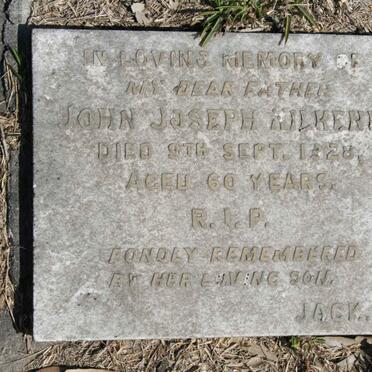 IN LOVING MEMORY OF
MY DEAR FATHER
JOHN JOSEPH
DIED 9TH SEPT. 1928,
AGED 60 YEARS.
R.I.P.
FONDLY REMEMBERED
BY HER LOVING SON.
JACK.